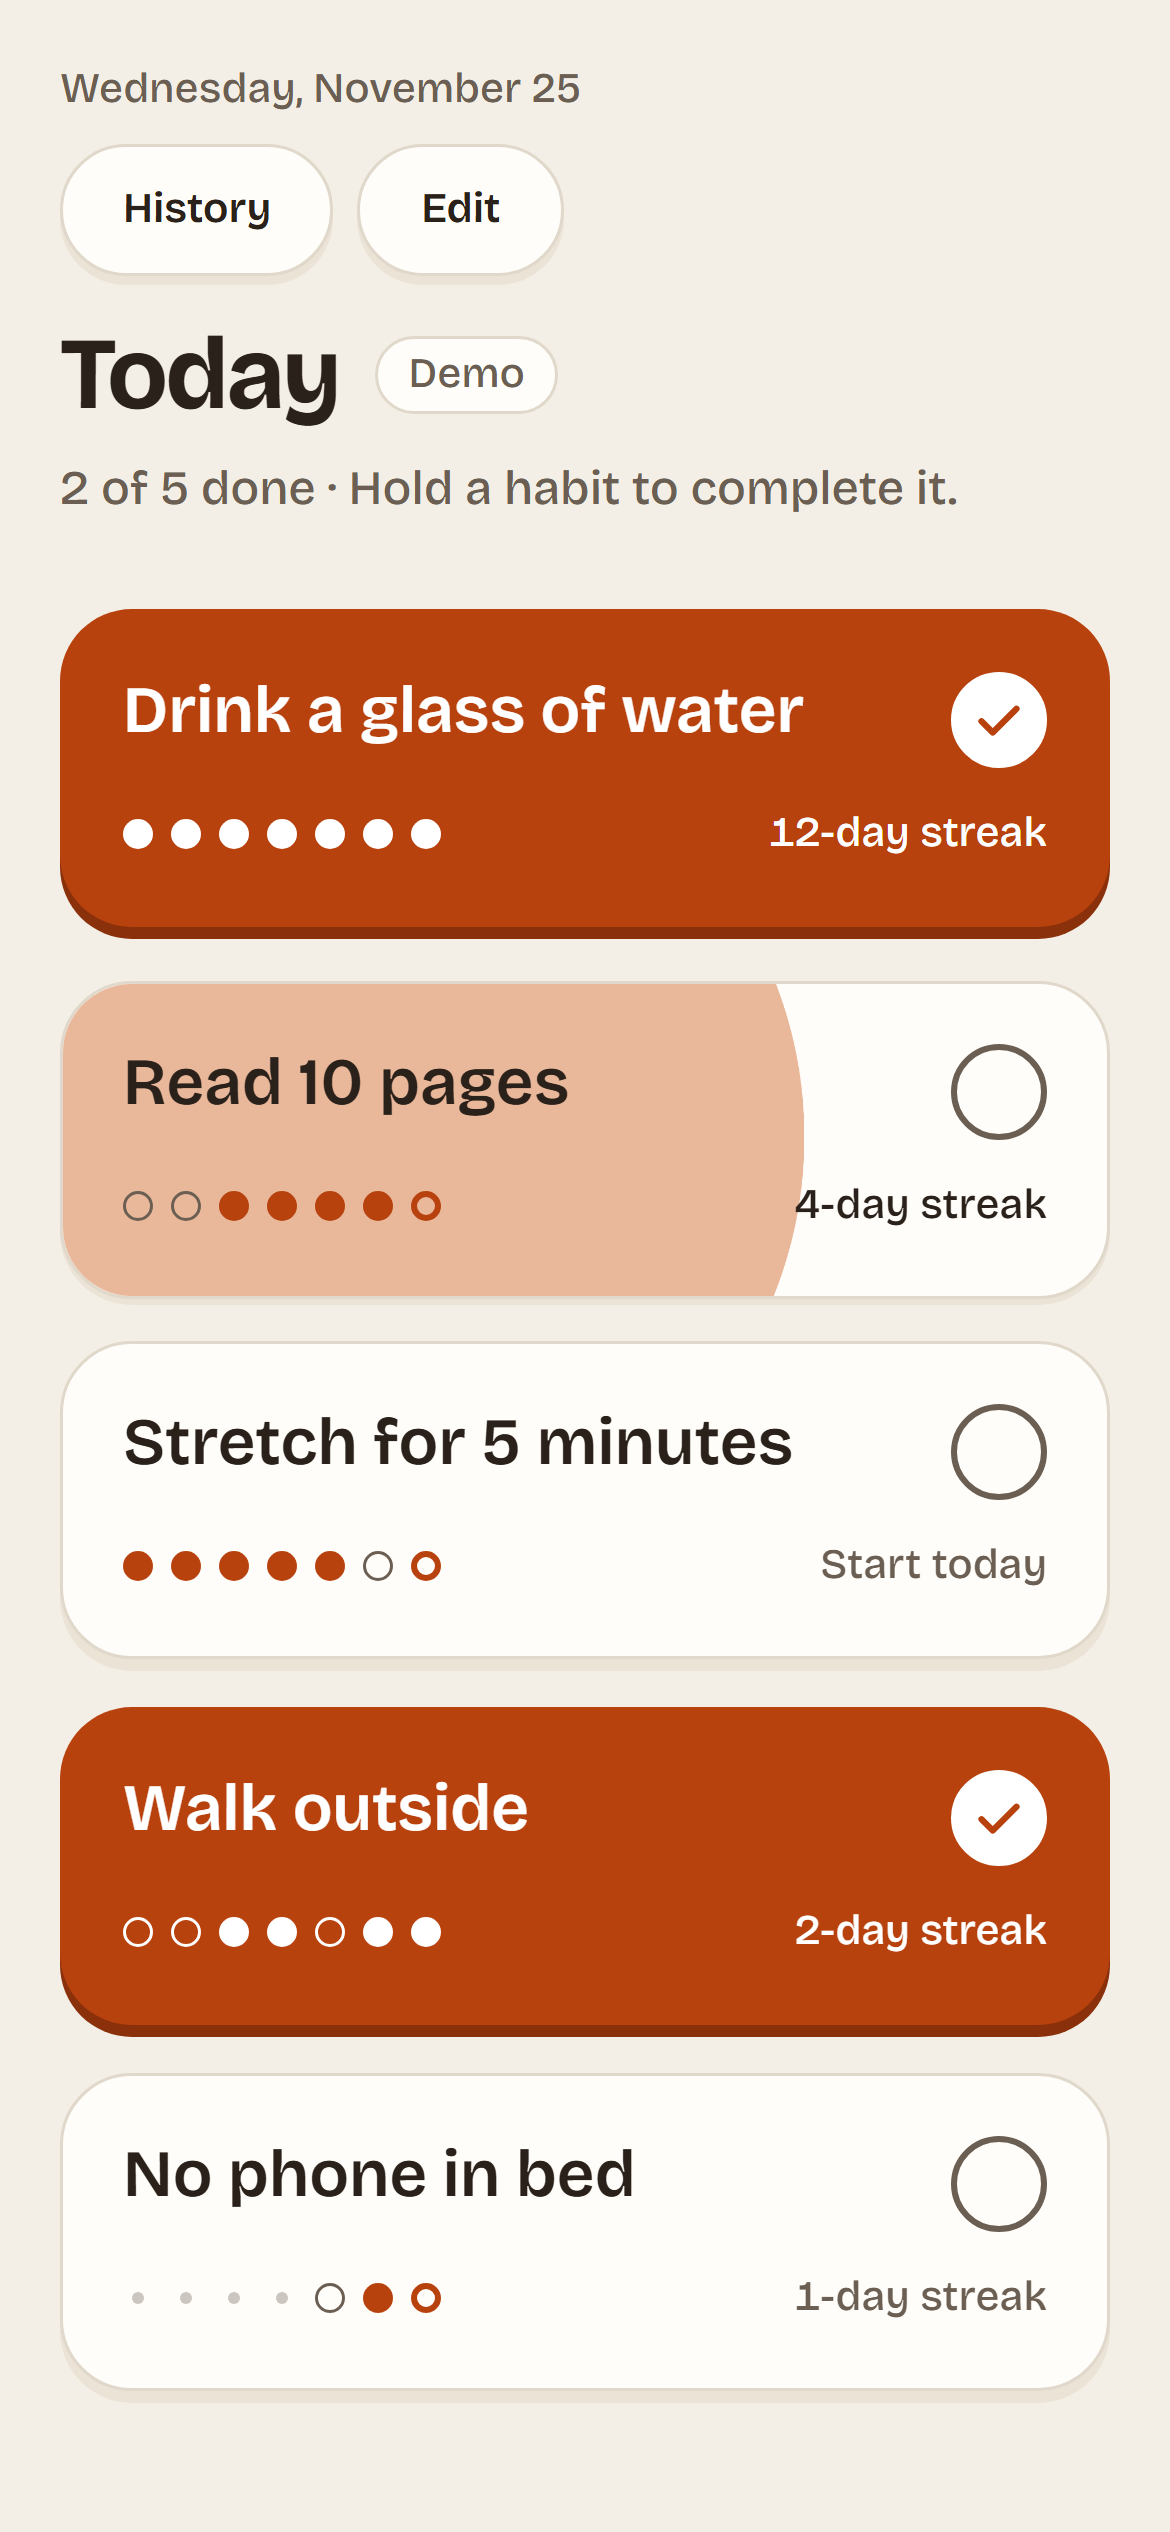 Wednesday, November 25
History
Edit
Today
Demo
2 of 5 done · Hold a habit to complete it.
Drink a glass of water
12-day streak
Read 10 pages
4-day streak
Stretch for 5 minutes
Start today
Walk outside
2-day streak
No phone in bed
1-day streak